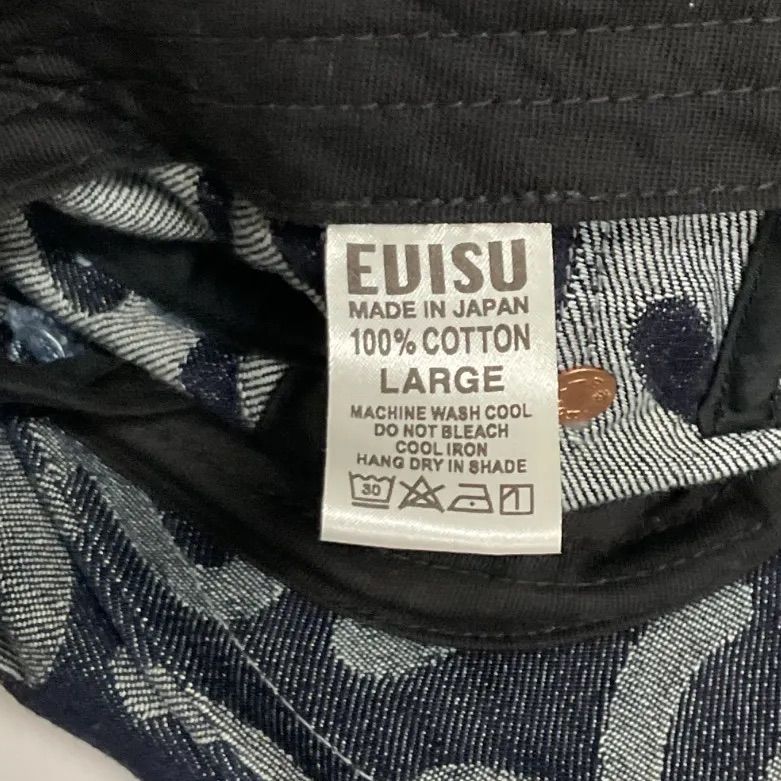 EVISU
MADE IN JAPAN
100% COTTON
LARGE
MACHINE WASH COOL
DO NOT BLEACH
COOL IRON
HANG DRY IN SHADE
30